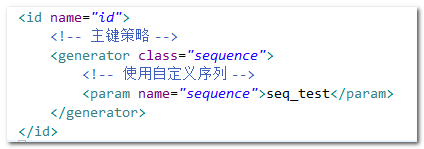 <id name="id">
<!-- 主键策略 -->
<generator class="sequence">
<!-- 使用自定义序列 -->
<param name="sequence">seq_test</param>
</generator>
</id>